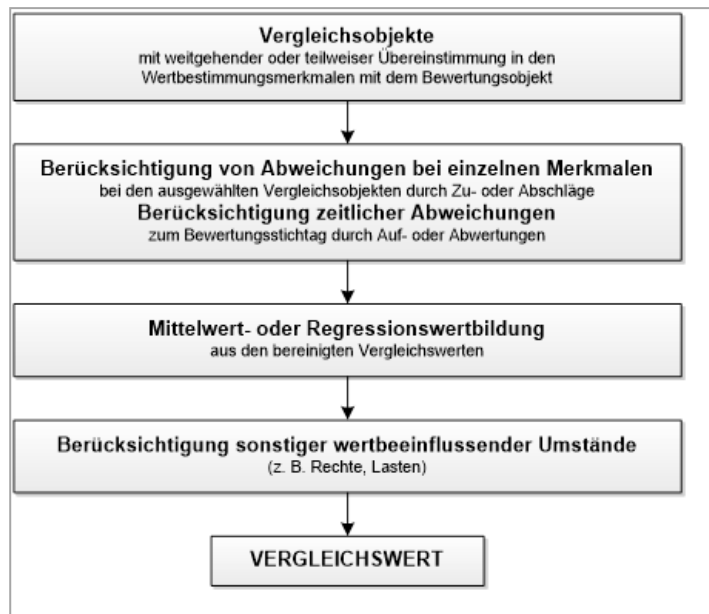 Vergleichsobjekte
mit weitgehender oder teilweiser Übereinstimmung in den
Wertbestimmungsmerkmalen mit dem Bewertungsobjekt
Berücksichtigung von Abweichungen bei einzelnen Merkmalen
bei den ausgewählten Vergleichsobjekten durch Zu- oder Abschläge
Berücksichtigung zeitlicher Abweichungen
zum Bewertungsstichtag durch Auf- oder Abwertungen
Mittelwert- oder Regressionswertbildung
aus den bereinigten Vergleichswerten
Berücksichtigung sonstiger wertbeeinflussender Umstände
(z. B. Rechte, Lasten)
VERGLEICHSWERT